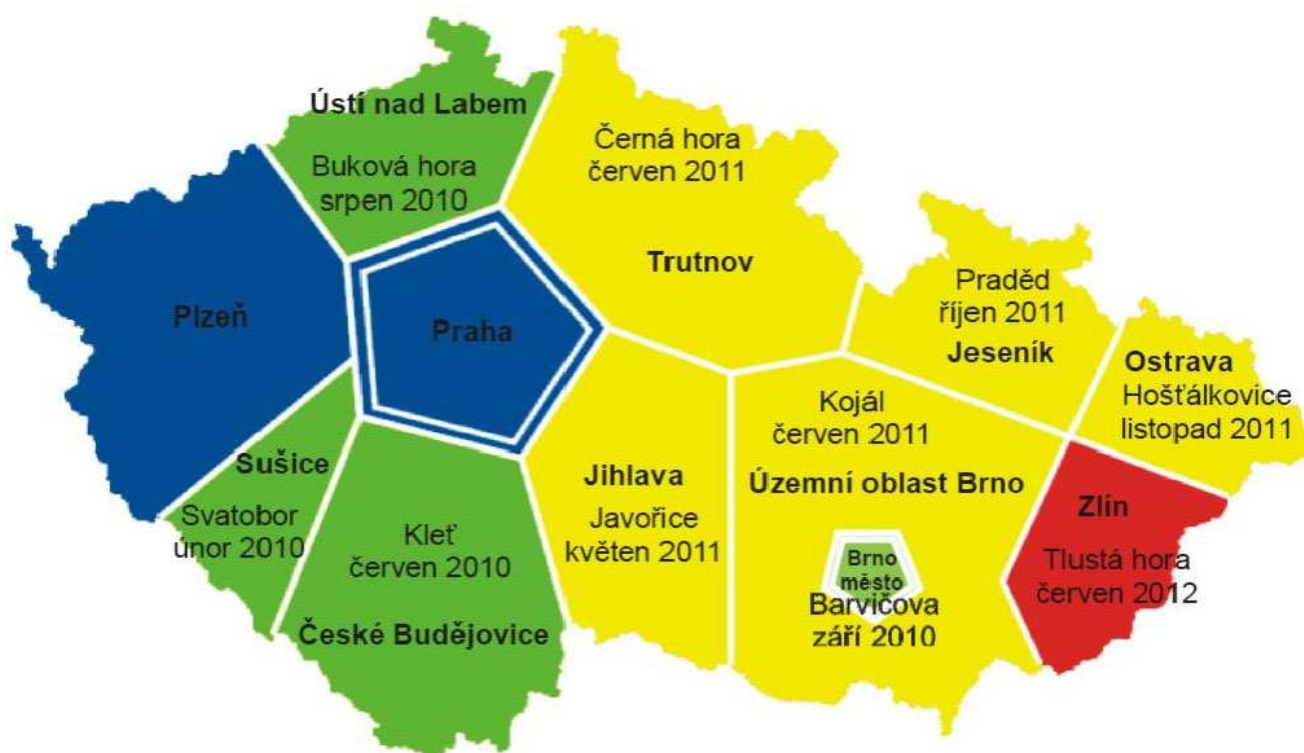 Ústí nad Labem
Buková hora
srpen 2010
Černá hora
červen 2011
Trutnov
Plzeň
Praha
Praděd
říjen 2011
Jeseník
Ostrava
Hošťálkovice
listopad 2011
Sušice
Svatobor
únor 2010
Kleť
červen 2010
České Budějovice
Jihlava
Javořice
květen 2011
Kojál
červen 2011
Územní oblast Brno
Brno
město
Barvičova
září 2010
Zlín
Tlustá hora
červen 2012